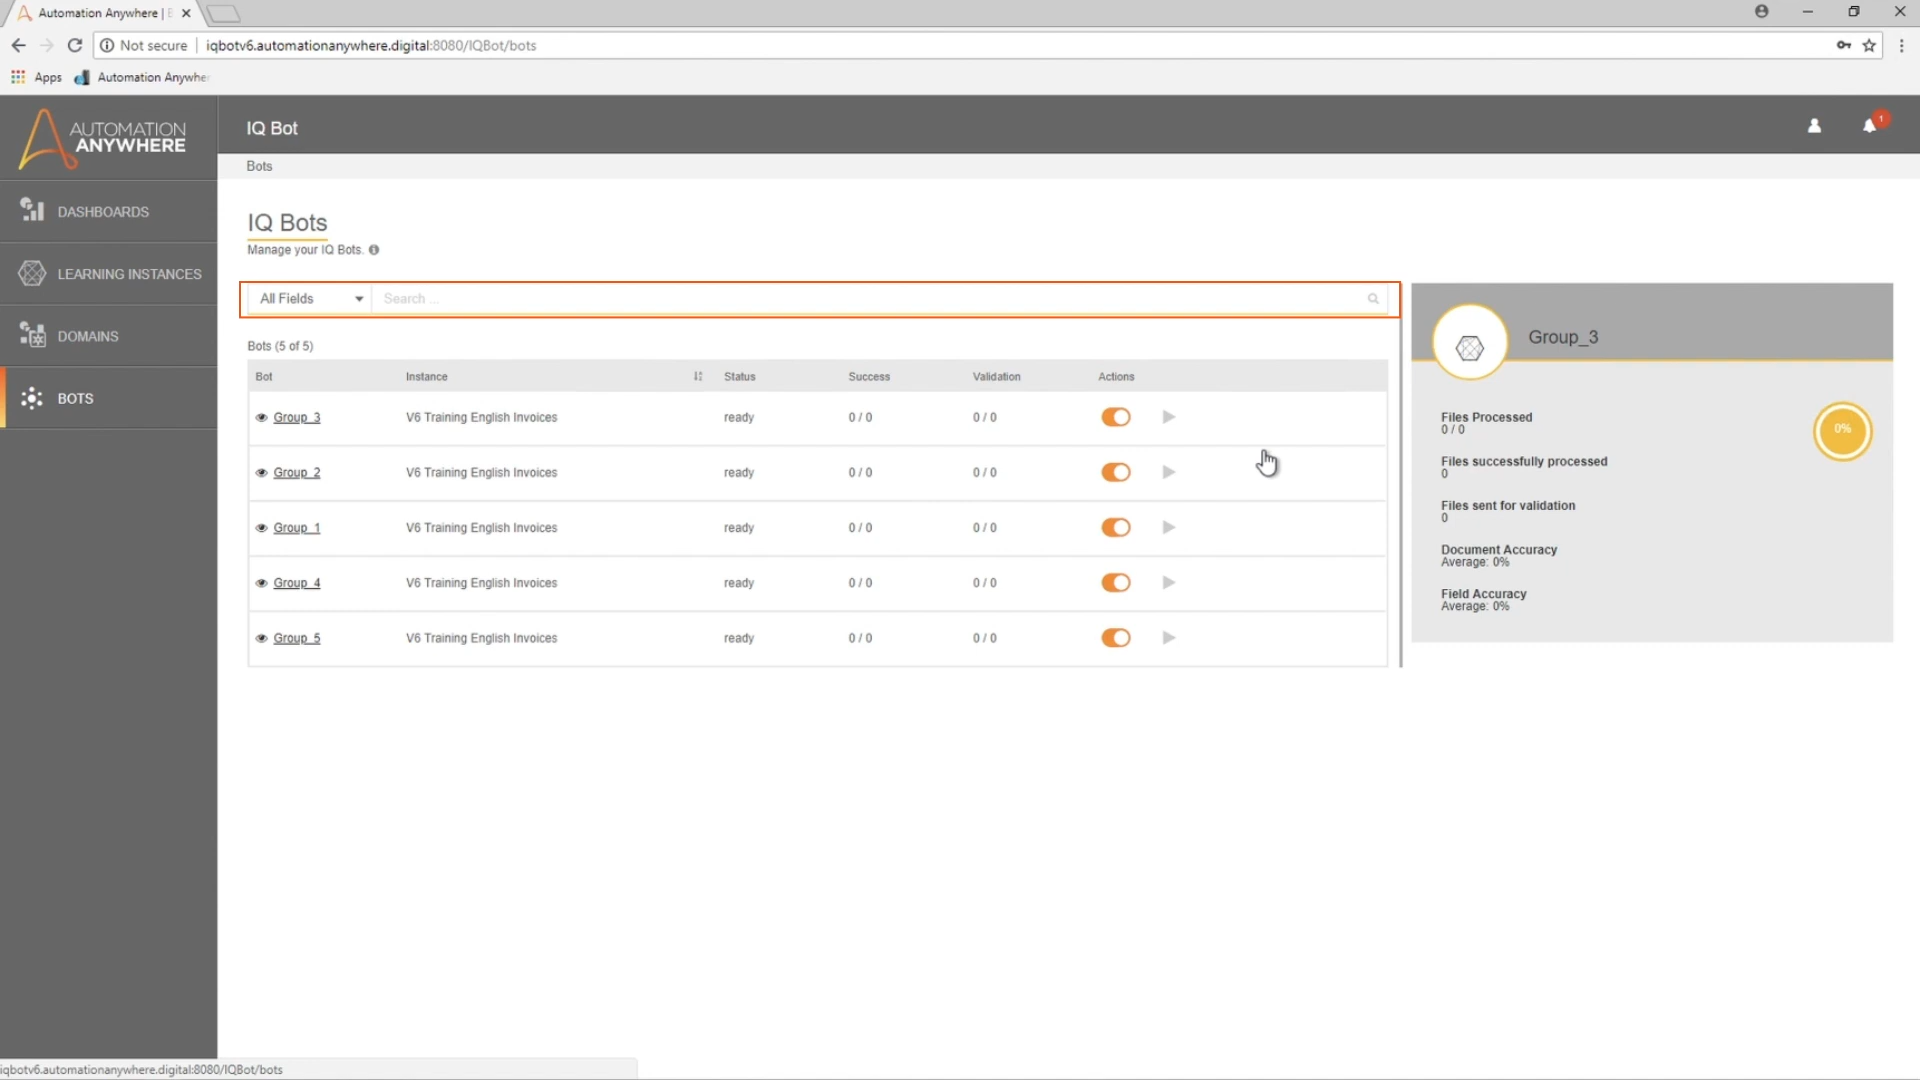 Automation Anywhere | B
Not secure iqbotv6.automationanywhere.digital:8080/IQBot/bots
Apps Automation Anywher
AUTOMATION
ANYWHERE
IQ Bot
1
Bots
DASHBOARDS
LEARNING INSTANCES
DOMAINS
BOTS
IQ Bots
Manage your IQ Bots.
All Fields Search ...
Bots (5 of 5)
Bot Instance Status Success Validation Actions
Group_3 V6 Training English Invoices ready 0 / 0 0 / 0
Group_2 V6 Training English Invoices ready 0 / 0 0 / 0
Group_1 V6 Training English Invoices ready 0 / 0 0 / 0
Group_4 V6 Training English Invoices ready 0 / 0 0 / 0
Group_5 V6 Training English Invoices ready 0 / 0 0 / 0
Group_3
Files Processed
0 / 0
0%
Files successfully processed
0
Files sent for validation
0
Document Accuracy
Average: 0%
Field Accuracy
Average: 0%
iqbotv6.automationanywhere.digital:8080/IQBot/bots